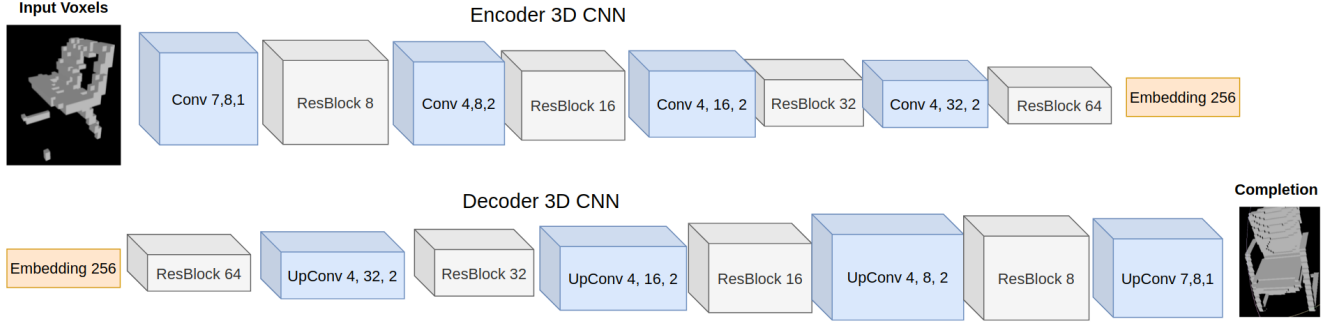 Input Voxels
Encoder 3D CNN
Conv 7,8,1
ResBlock 8
Conv 4,8,2
ResBlock 16
Conv 4, 16, 2
ResBlock 32
Conv 4, 32, 2
ResBlock 64
Embedding 256
Decoder 3D CNN
Completion
Embedding 256
ResBlock 64
UpConv 4, 32, 2
ResBlock 32
UpConv 4, 16, 2
ResBlock 16
UpConv 4, 8, 2
ResBlock 8
UpConv 7,8,1